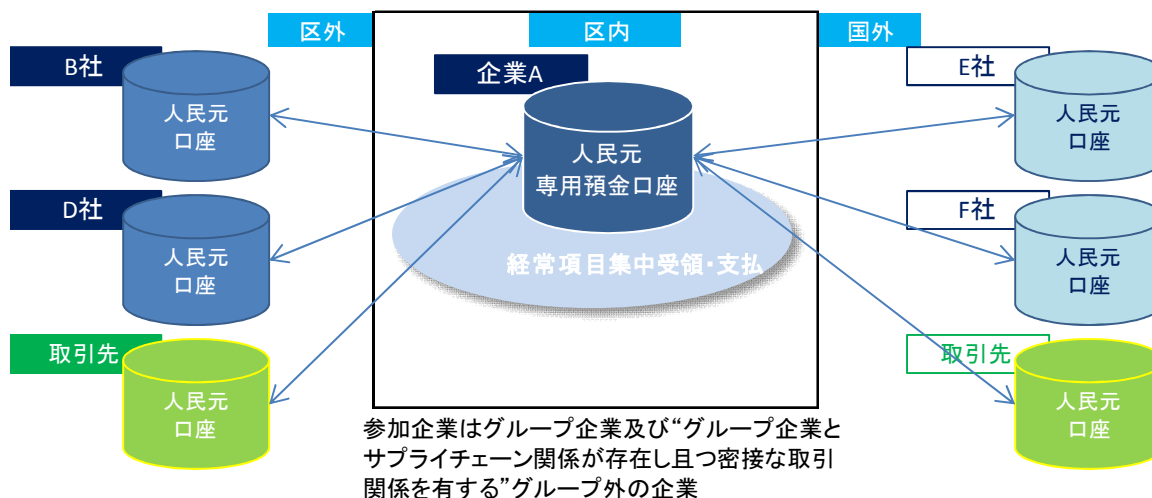 区外
区内
国外
B社
人民元
口座
D社
人民元
口座
取引先
人民元
口座
企業A
人民元
専用預金口座
経常項目集中受領・支払
E社
人民元
口座
F社
人民元
口座
取引先
人民元
口座
参加企業はグループ企業及び“グループ企業と
サプライチェーン関係が存在し且つ密接な取引
関係を有する”グループ外の企業